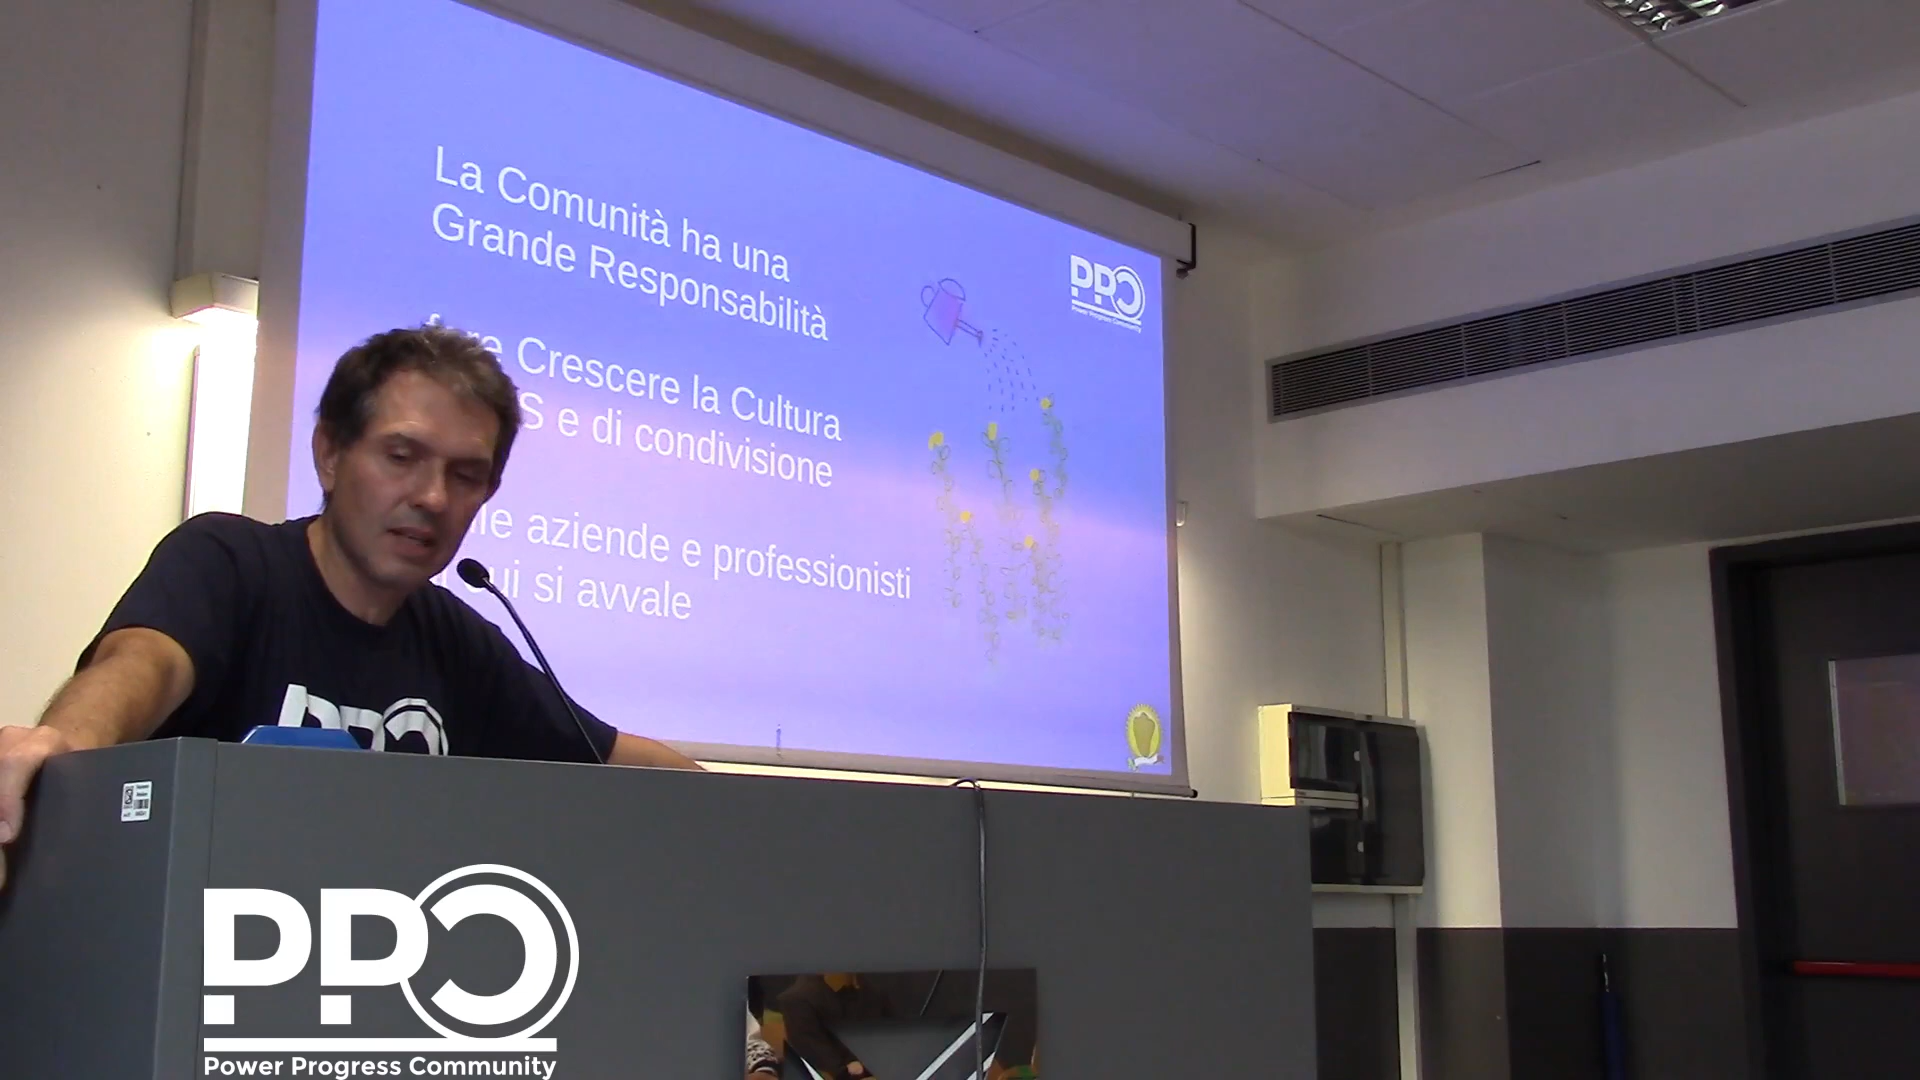 La Comunità ha una
Grande Responsabilità
Crescere la Cultura
e di condivisione
aziende e professionisti
si avvale
PPC
Power Progress Community
PPC
PPC
Power Progress Community